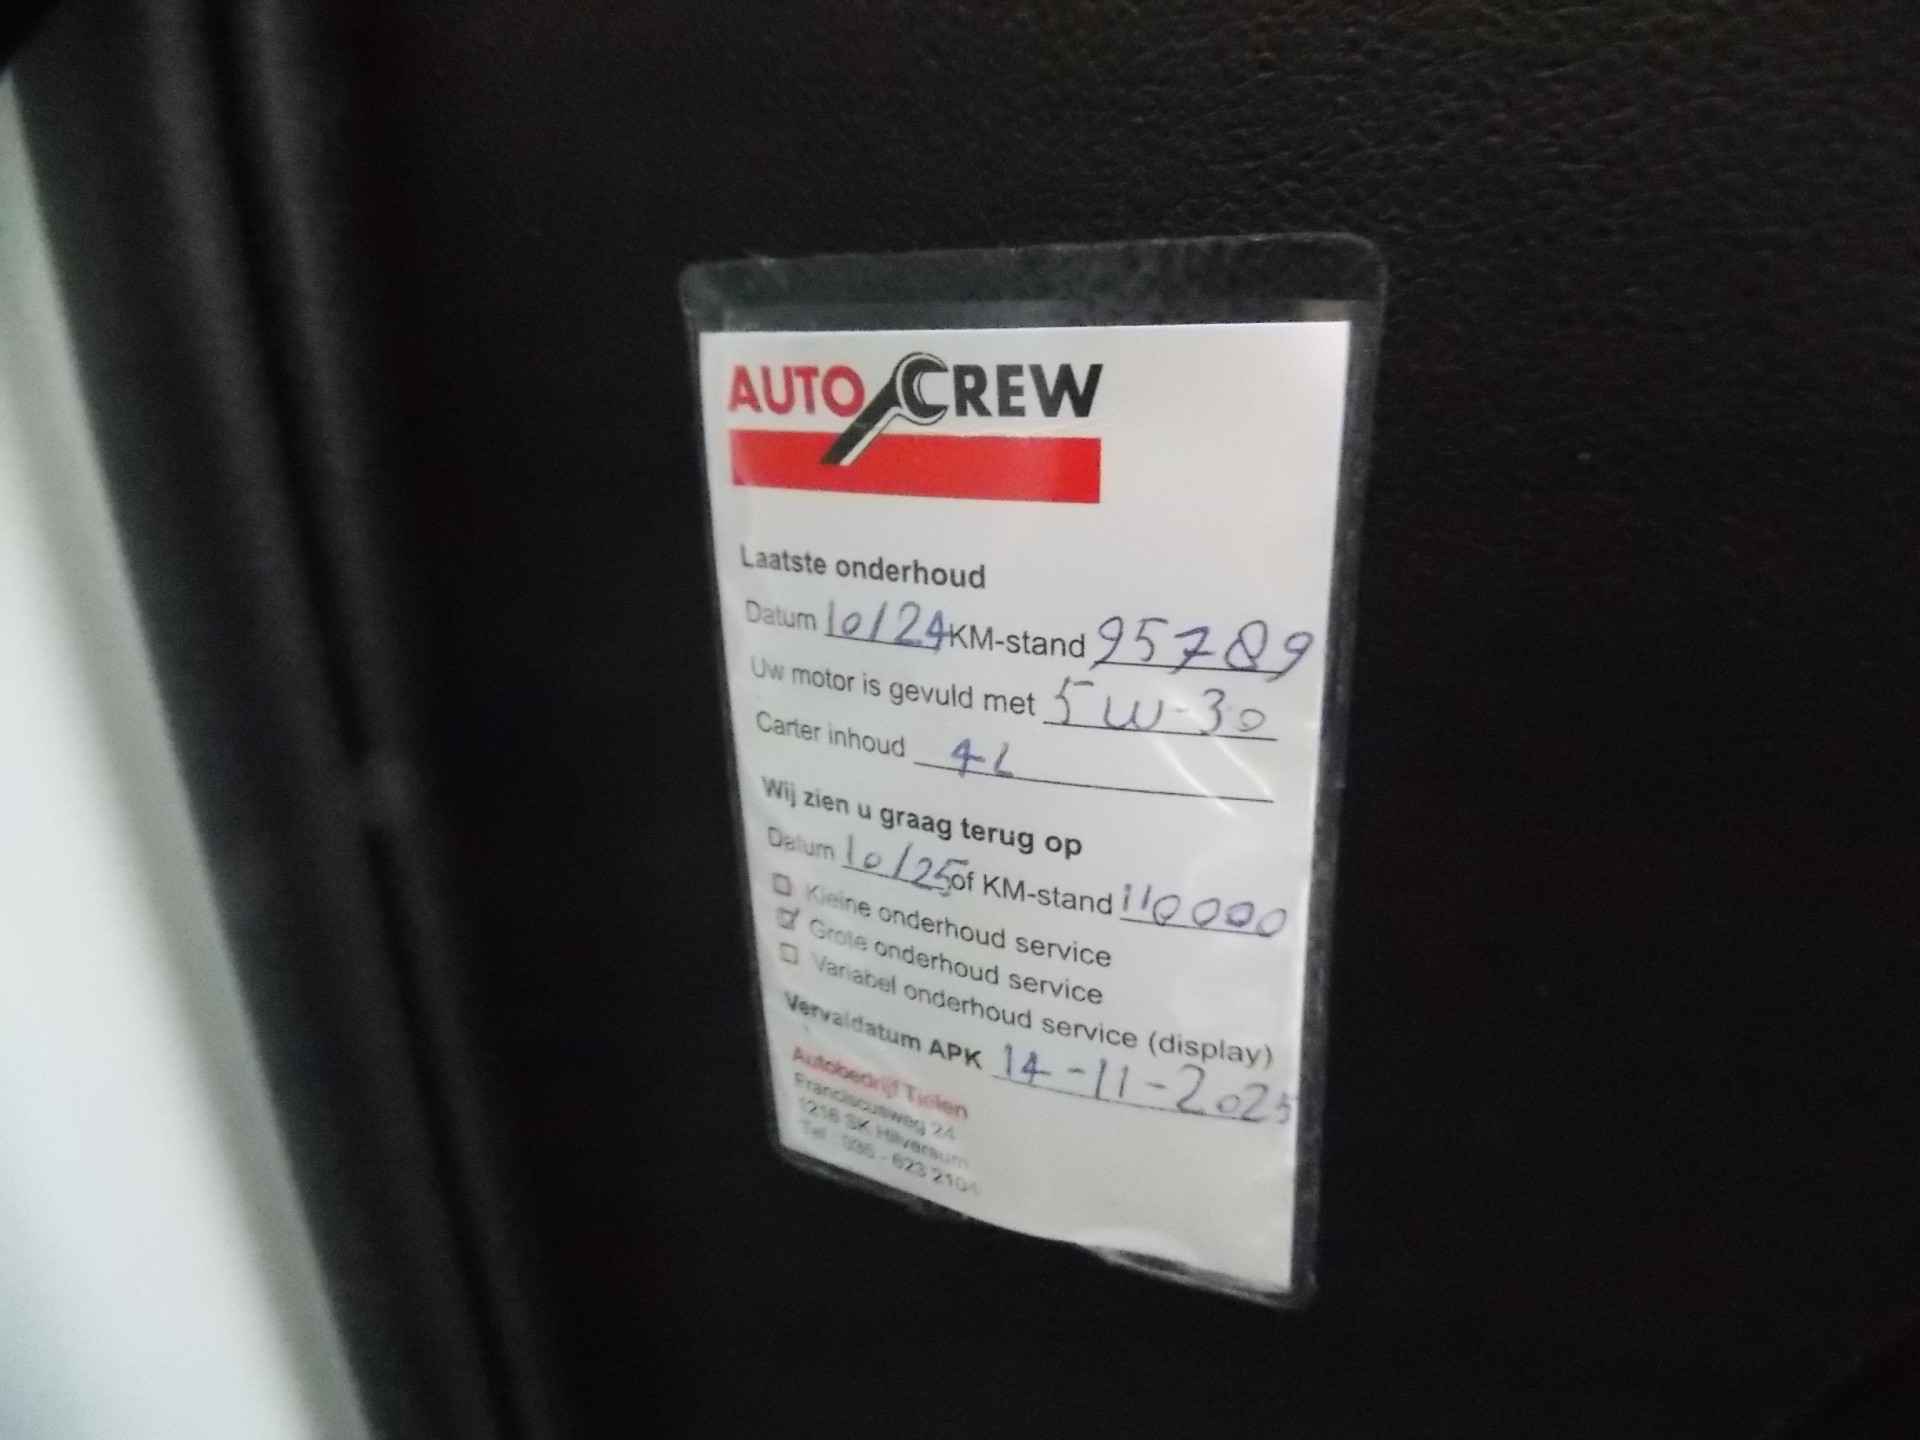 AUTO CREW
Laatste onderhoud
Datum 10/24 KM-stand 95789
Uw motor is gevuld met 5W-30
Carter inhoud 4L
Wij zien u graag terug op
Datum 10/25 of KM-stand 110000
Kleine onderhoud service
Grote onderhoud service
Variabel onderhoud service (display)
Vervaldatum APK 14-11-2025
Autobedrijf Tielen
Franciscusweg 24
1216 SK Hilversum
Tel : 035 - 623 2104